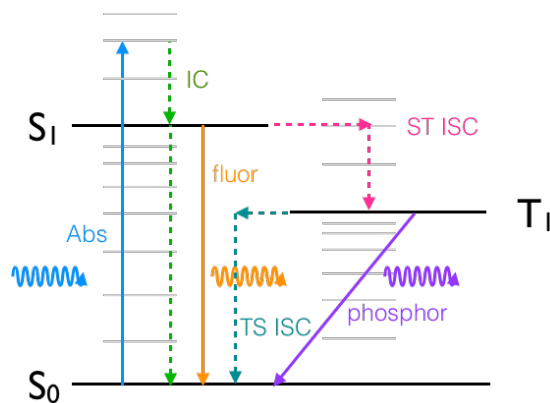 IC
S1
ST ISC
fluor
T1
Abs
phosphor
TS ISC
S0